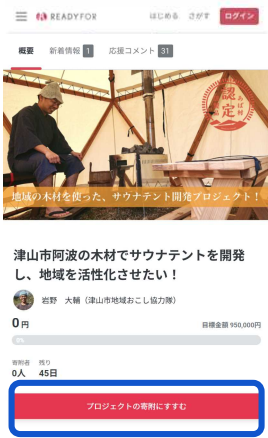 READYFOR はじめる さがす ログイン
概要 新着情報 1 応援コメント 31
認定
地域の木材を使った、サウナテント開発プロジェクト！
津山市阿波の木材でサウナテントを開発
し、地域を活性化させたい！
岩野 大輔（津山市地域おこし協力隊）
0円 目標金額 950,000円
0%
寄附者 残り
0人 45日
プロジェクトの寄附にすすむ